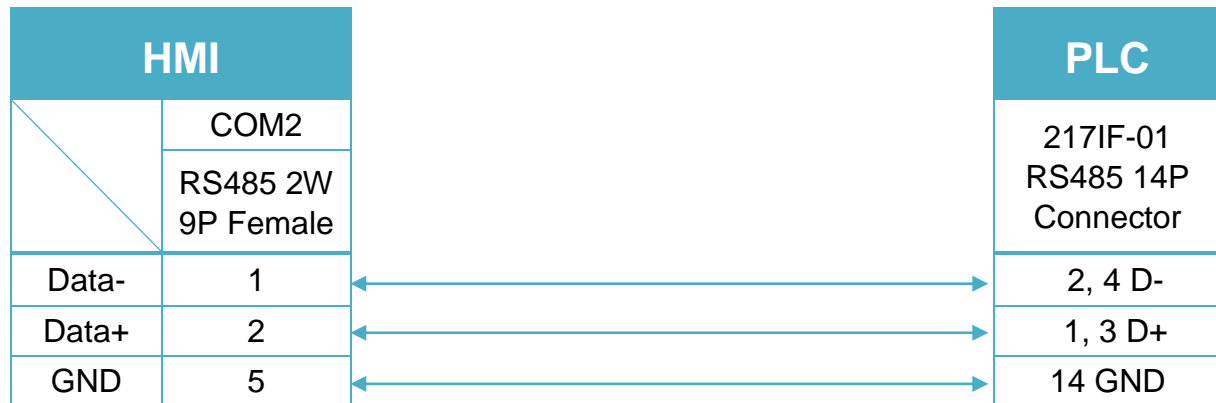 HMI
PLC
COM2
RS485 2W
9P Female
217IF-01
RS485 14P
Connector
Data- 1 2, 4 D-
Data+ 2 1, 3 D+
GND 5 14 GND